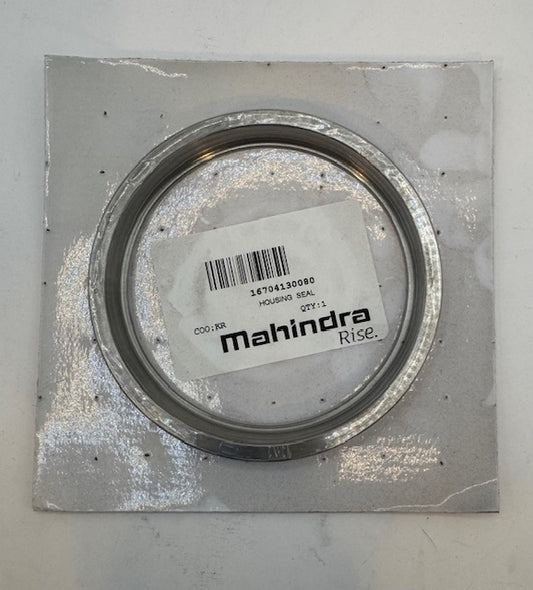 16704130080
HOUSING SEAL
QTY:1
COO:KR
mahindra
Rise.